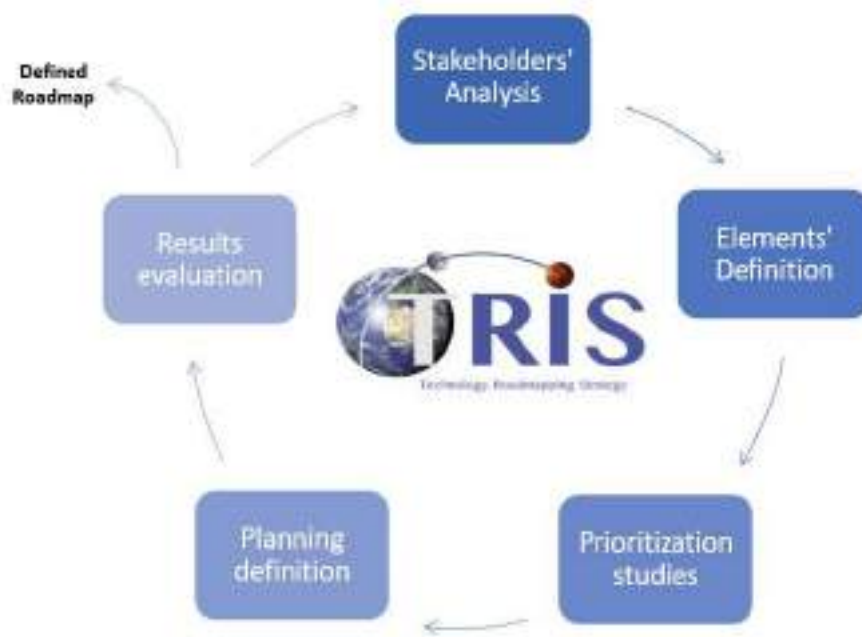 Stakeholders'
Analysis
Defined
Roadmap
Results
evaluation
Elements'
Definition
TRIS
Technology Roadmapping Strategy
Planning
definition
Prioritization
studies